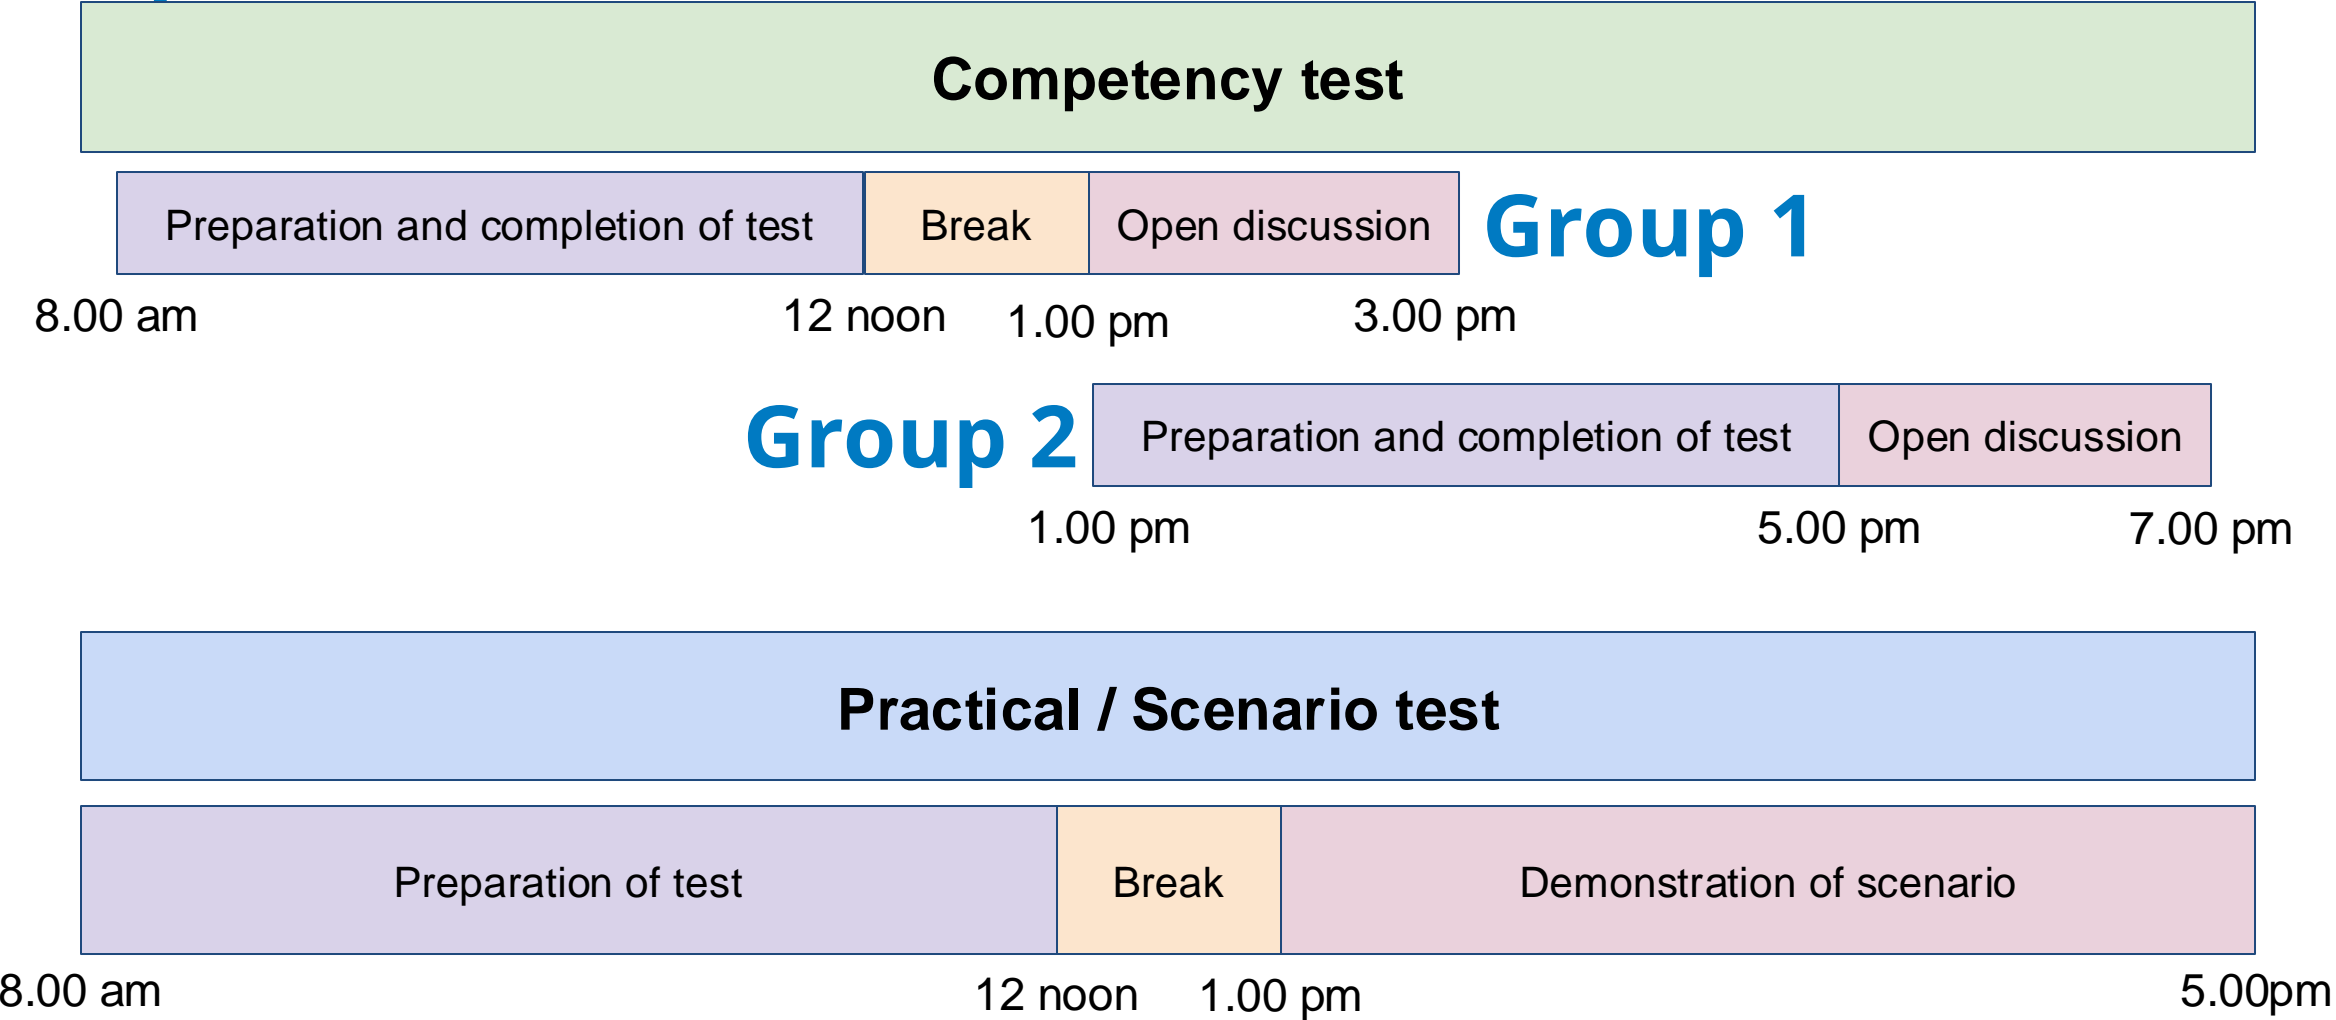 Competency test
Preparation and completion of test
Break
Open discussion
Group 1
8.00 am
12 noon
1.00 pm
3.00 pm
Group 2
Preparation and completion of test
Open discussion
1.00 pm
5.00 pm
7.00 pm
Practical / Scenario test
Preparation of test
Break
Demonstration of scenario
8.00 am
12 noon
1.00 pm
5.00pm